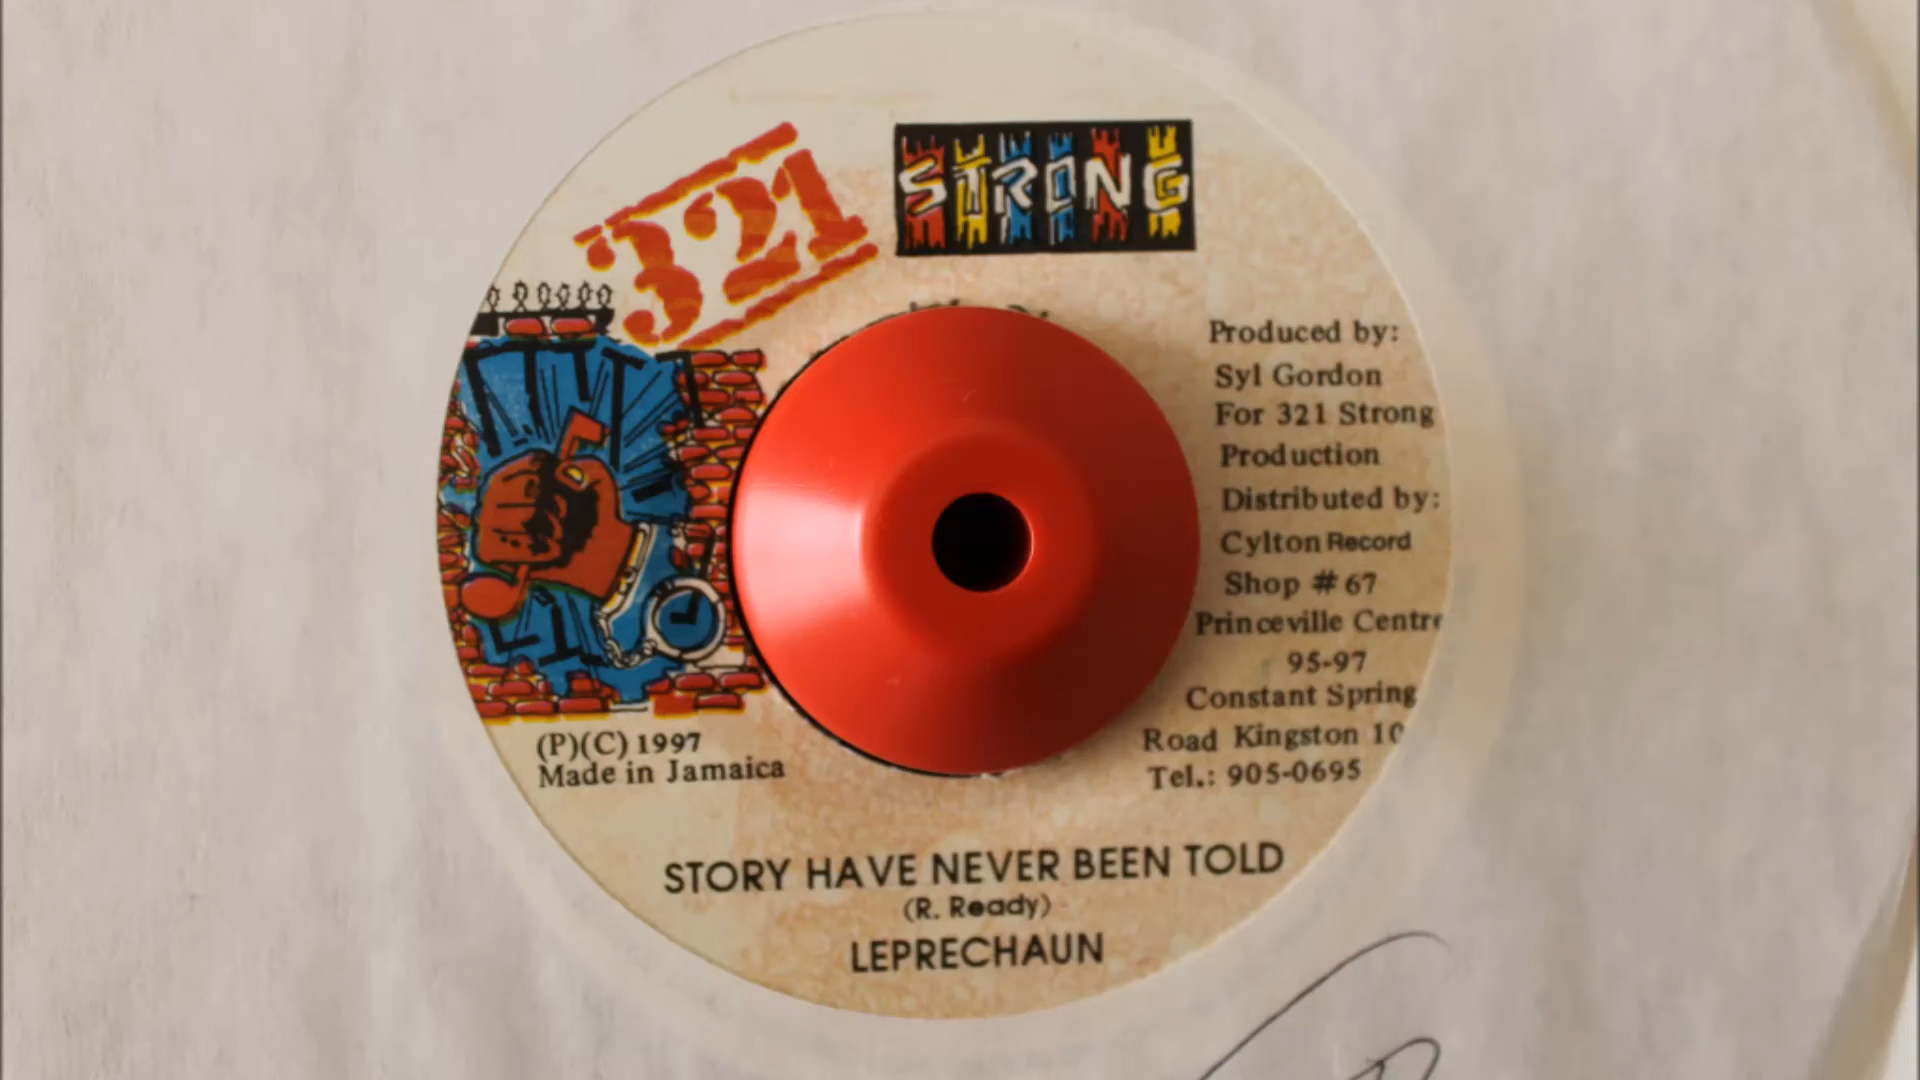 321
STRONG
Produced by:
Syl Gordon
For 321 Strong
Production
Distributed by:
Cylton Record
Shop # 67
Princeville Centre
95-97
Constant Spring
Road Kingston 10
Tel.: 905-0695
(P)(C) 1997
Made in Jamaica
STORY HAVE NEVER BEEN TOLD
(R. Ready)
LEPRECHAUN